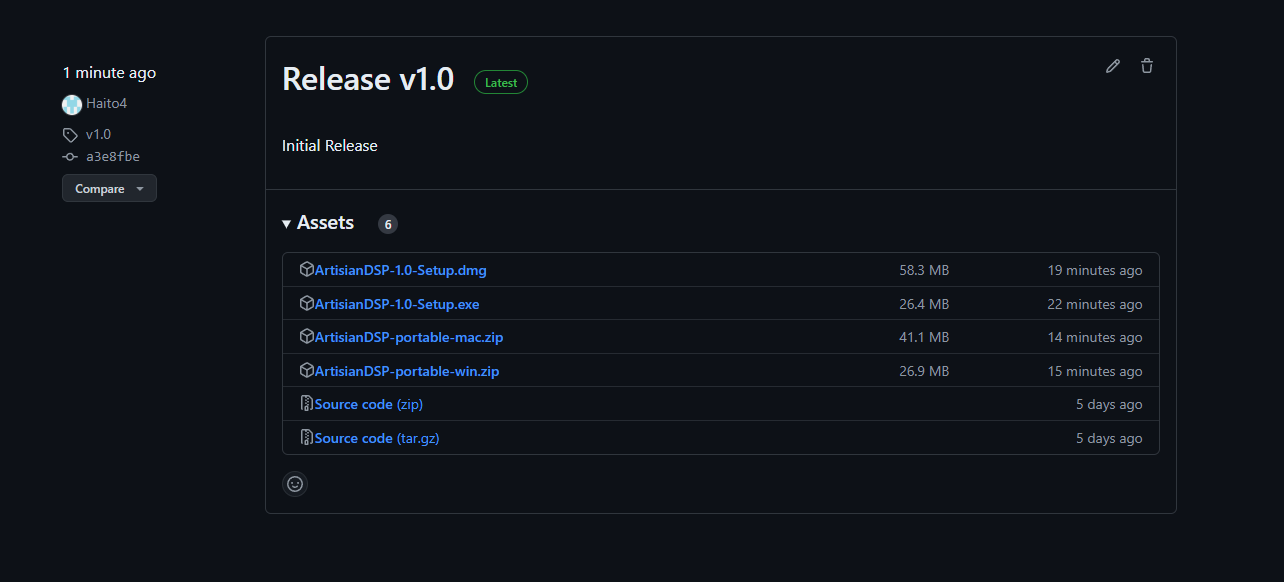 1 minute ago
Haito4
v1.0
a3e8fbe
Compare
Release v1.0 Latest
Initial Release
Assets 6
ArtisianDSP-1.0-Setup.dmg 58.3 MB 19 minutes ago
ArtisianDSP-1.0-Setup.exe 26.4 MB 22 minutes ago
ArtisianDSP-portable-mac.zip 41.1 MB 14 minutes ago
ArtisianDSP-portable-win.zip 26.9 MB 15 minutes ago
Source code (zip) 5 days ago
Source code (tar.gz) 5 days ago